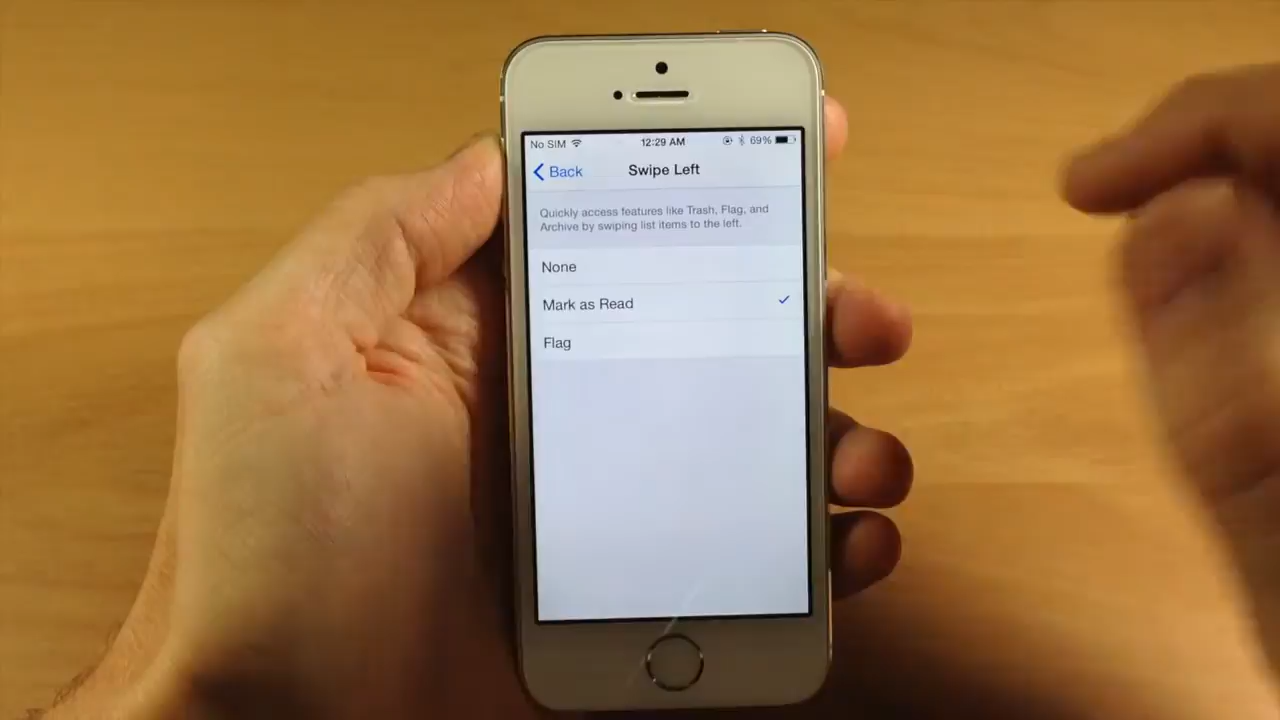 No SIM 12:29 AM 69%
Back Swipe Left
Quickly access features like Trash, Flag, and
Archive by swiping list items to the left.
None
Mark as Read
Flag